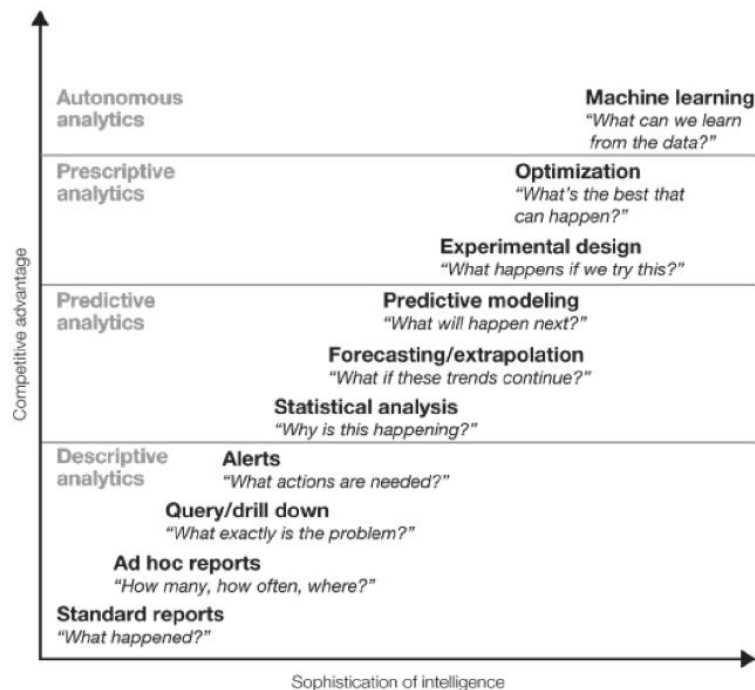 Autonomous
analytics
Machine learning
“What can we learn
from the data?”
Prescriptive
analytics
Optimization
“What’s the best that
can happen?”
Experimental design
“What happens if we try this?”
Predictive
analytics
Predictive modeling
“What will happen next?”
Forecasting/extrapolation
“What if these trends continue?”
Statistical analysis
“Why is this happening?”
Descriptive
analytics
Alerts
“What actions are needed?”
Query/drill down
“What exactly is the problem?”
Ad hoc reports
“How many, how often, where?”
Standard reports
“What happened?”
Competitive advantage
Sophistication of intelligence